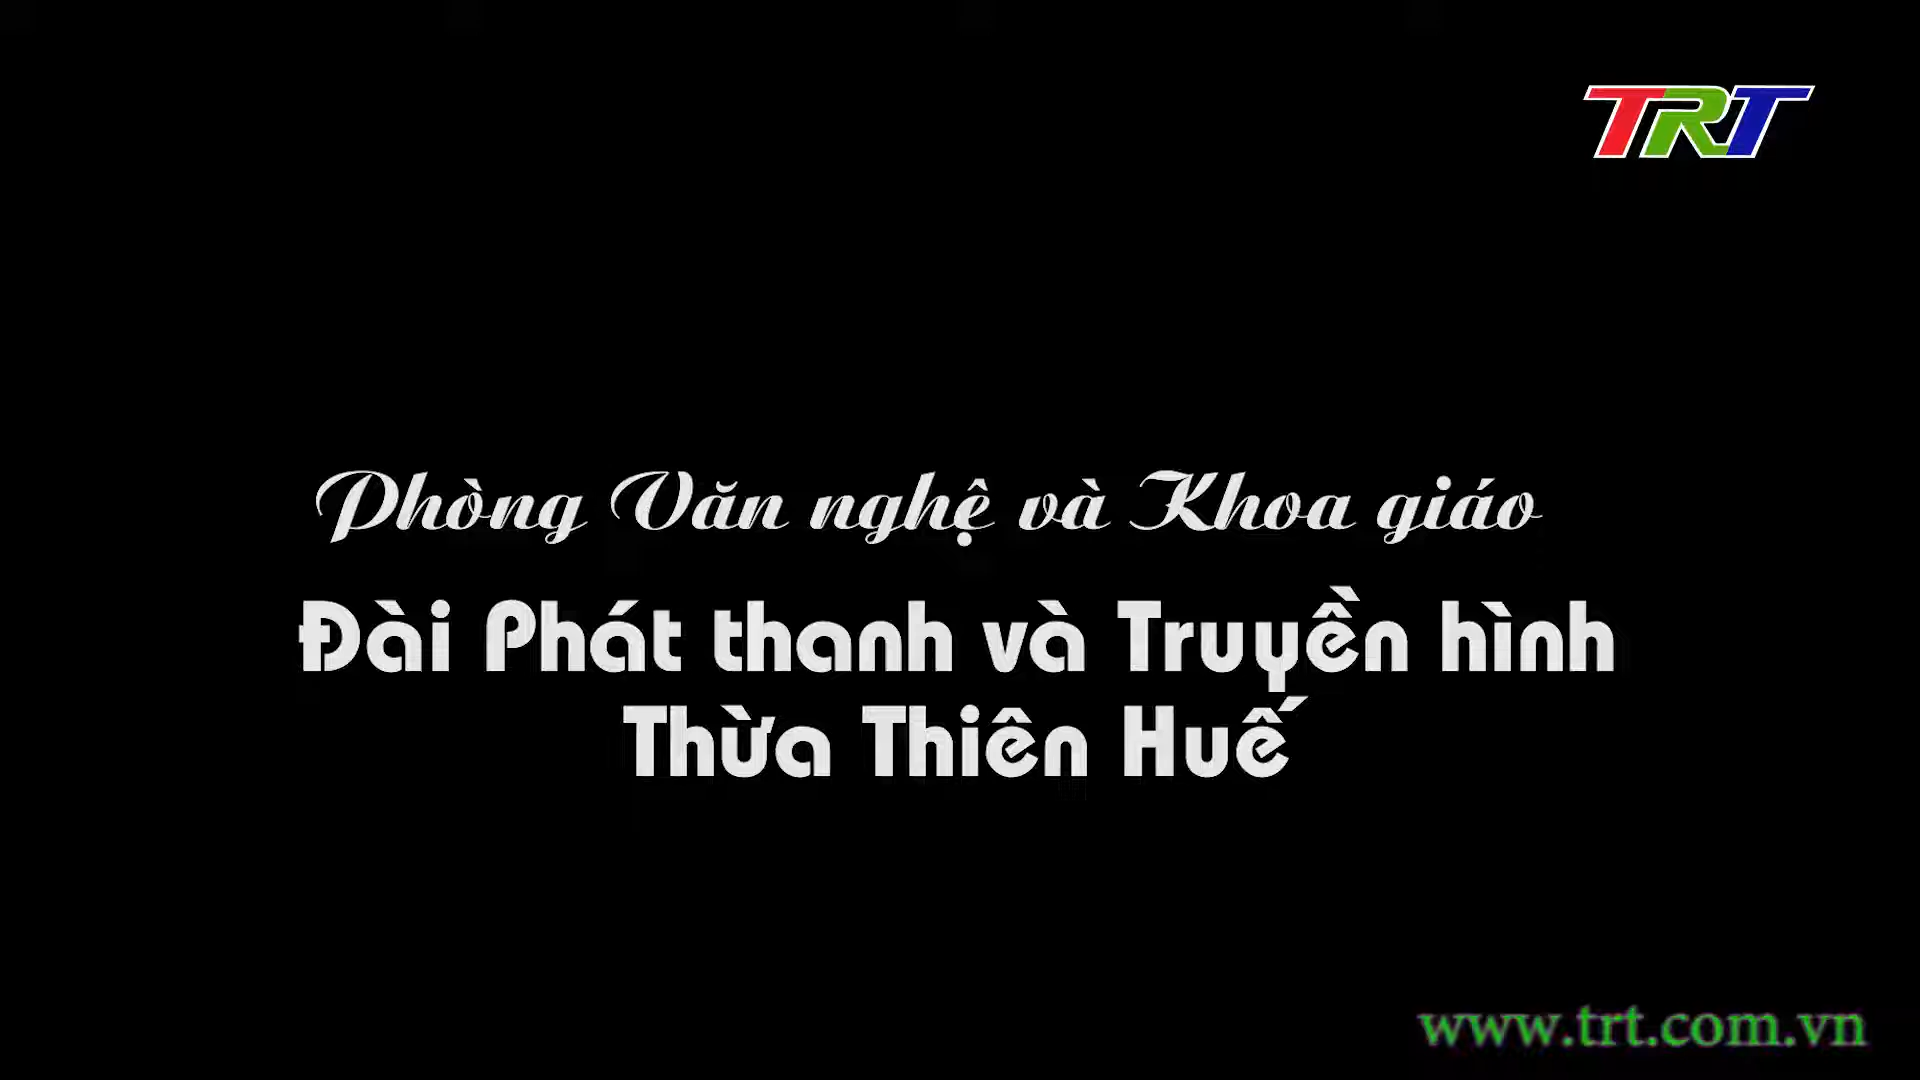 TRT
Phòng Văn nghệ và Khoa giáo
Đài Phát thanh và Truyền hình
Thừa Thiên Huế
www.trt.com.vn